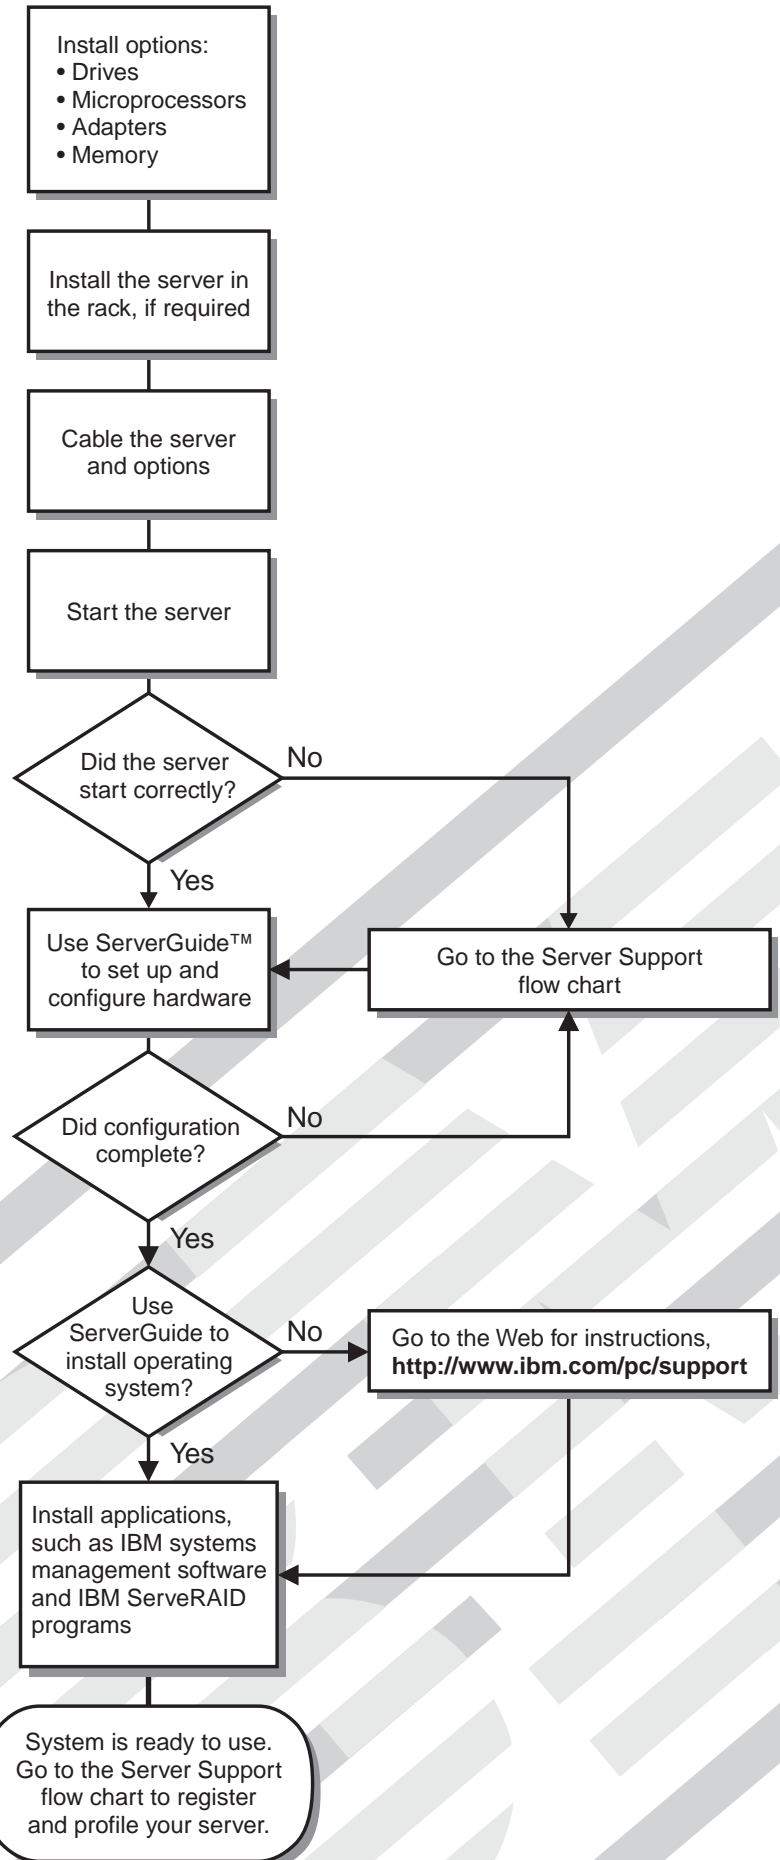 Install options:
• Drives
• Microprocessors
• Adapters
• Memory
Install the server in
the rack, if required
Cable the server
and options
Start the server
Did the server
start correctly?
No
Yes
Use ServerGuide™
to set up and
configure hardware
Go to the Server Support
flow chart
Did configuration
complete?
No
Yes
Use
ServerGuide to
install operating
system?
No
Go to the Web for instructions,
http://www.ibm.com/pc/support
Yes
Install applications,
such as IBM systems
management software
and IBM ServeRAID
programs
System is ready to use.
Go to the Server Support
flow chart to register
and profile your server.